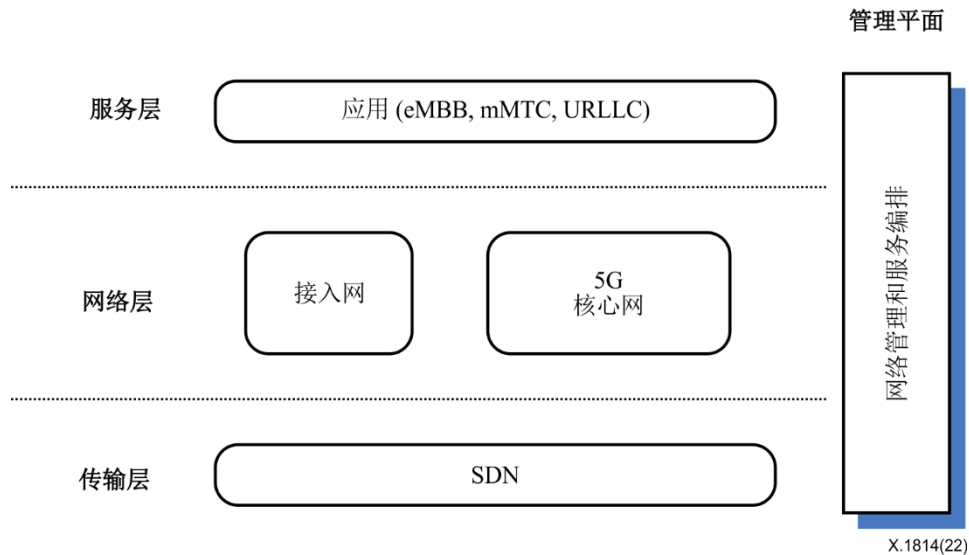 管理平面
服务层
应用 (eMBB, mMTC, URLLC)
网络层
接入网
5G
核心网
传输层
SDN
网络管理和服务编排
X.1814(22)